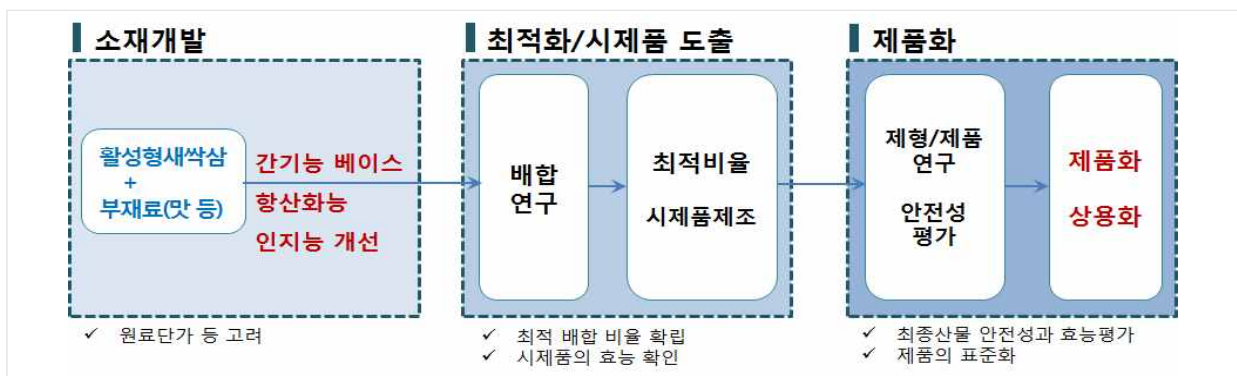 소재개발
활성형새싹삼
+
부재료(맛 등)
간기능 베이스
항산화능
인지능 개선
✓ 원료단가 등 고려
최적화/시제품 도출
배합
연구
최적비율
시제품제조
✓ 최적 배합 비율 확립
✓ 시제품의 효능 확인
제품화
제형/제품
연구
안전성
평가
제품화
상용화
✓ 최종산물 안전성과 효능평가
✓ 제품의 표준화